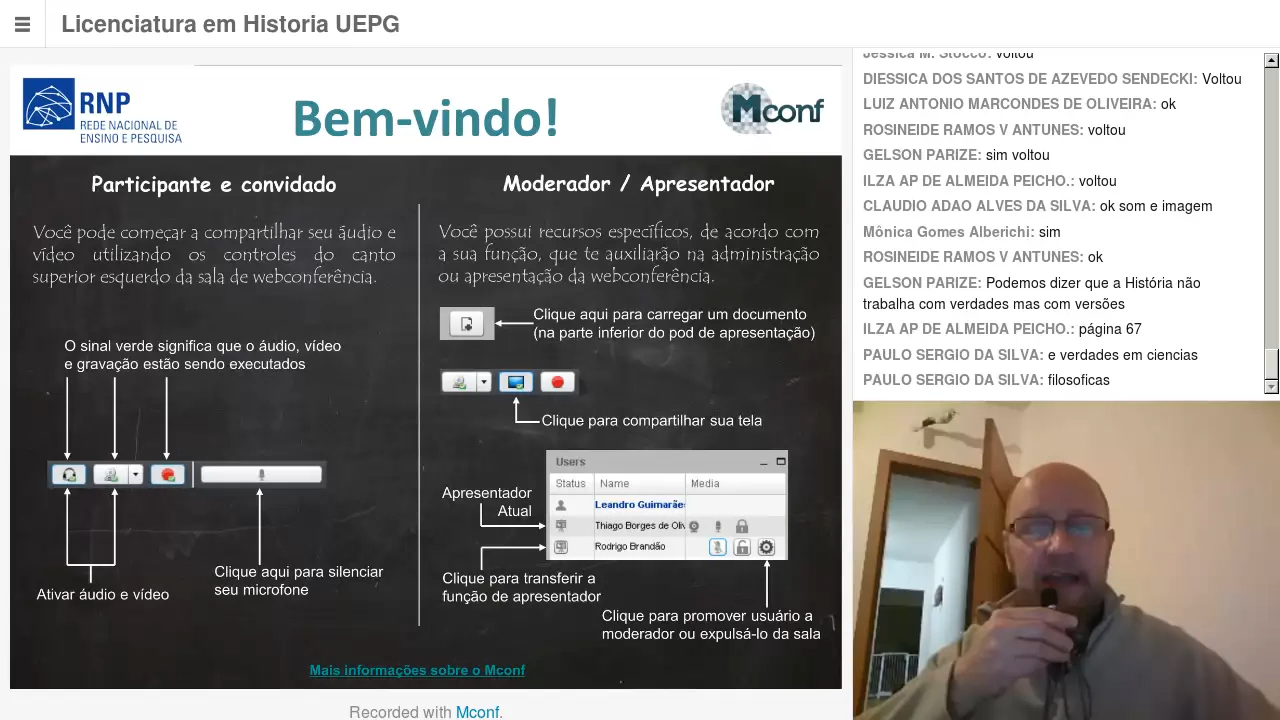 Licenciatura em Historia UEPG
RNP
REDE NACIONAL DE
ENSINO E PESQUISA
Bem-vindo!
Mconf
Participante e convidado
Você pode começar a compartilhar seu áudio e
vídeo utilizando os controles do canto
superior esquerdo da sala de webconferência.
O sinal verde significa que o áudio, vídeo
e gravação estão sendo executados
Ativar áudio e vídeo
Clique aqui para silenciar
seu microfone
Moderador / Apresentador
Você possui recursos específicos, de acordo com
a sua função, que te auxiliarão na administração
ou apresentação da webconferência.
Clique aqui para carregar um documento
(na parte inferior do pod de apresentação)
Clique para compartilhar sua tela
Users
Status Name Media
Leandro Guimarães
Thiago Borges de Oliv
Rodrigo Brandão
Apresentador
Atual
Clique para transferir a
função de apresentador
Clique para promover usuário a
moderador ou expulsá-lo da sala
Mais informações sobre o Mconf
Recorded with Mconf.
Jessica M. Stocco: voltou
DIESSICA DOS SANTOS DE AZEVEDO SENDECKI: Voltou
LUIZ ANTONIO MARCONDES DE OLIVEIRA: ok
ROSINEIDE RAMOS V ANTUNES: voltou
GELSON PARIZE: sim voltou
ILZA AP DE ALMEIDA PEICHO.: voltou
CLAUDIO ADAO ALVES DA SILVA: ok som e imagem
Mônica Gomes Alberichi: sim
ROSINEIDE RAMOS V ANTUNES: ok
GELSON PARIZE: Podemos dizer que a História não
trabalha com verdades mas com versões
ILZA AP DE ALMEIDA PEICHO.: página 67
PAULO SERGIO DA SILVA: e verdades em ciencias
PAULO SERGIO DA SILVA: filosoficas